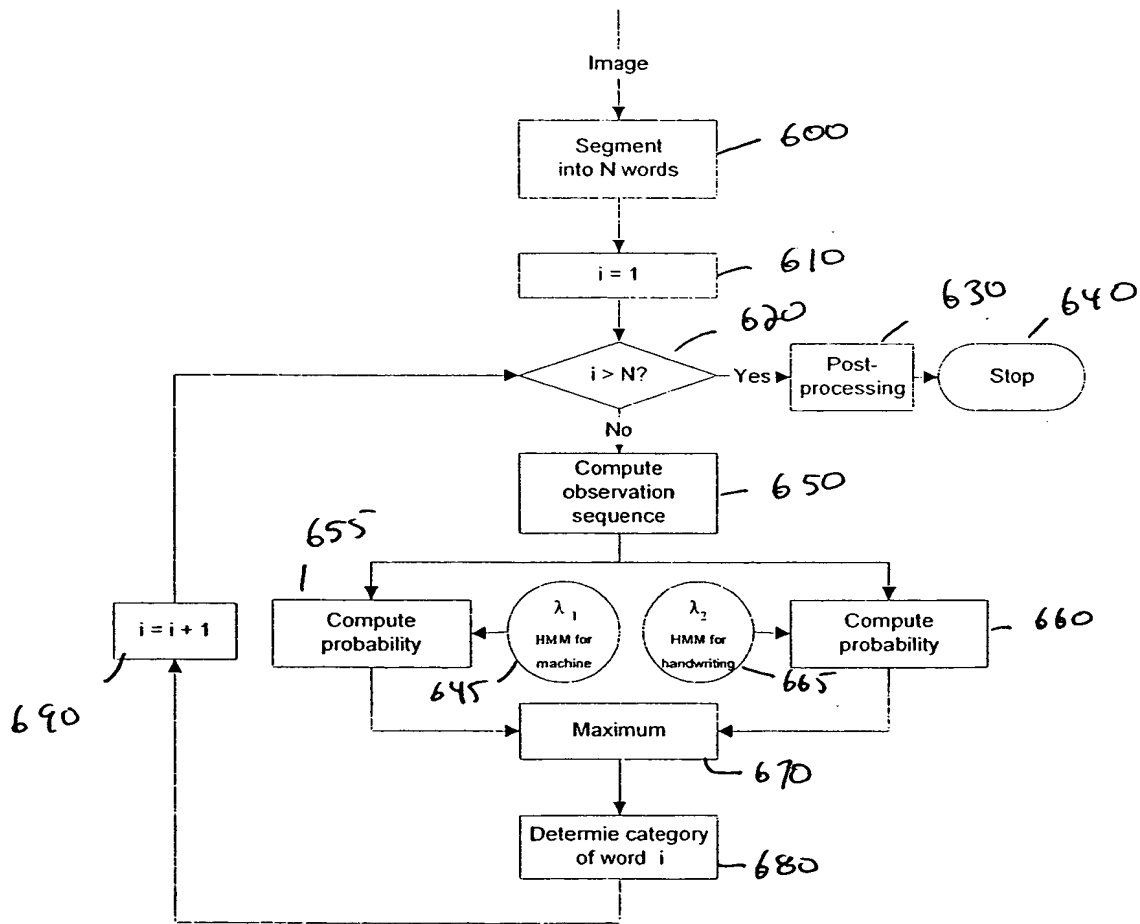 Image
600
Segment
into N words
610
i = 1
620
630
640
i > N?
Yes
Post-
processing
Stop
No
Compute
observation
sequence
650
655
i = i + 1
Compute
probability
λ 1
HMM for
machine
λ 2
HMM for
handwriting
Compute
probability
660
645
665
690
Maximum
670
Determie category
of word i
680